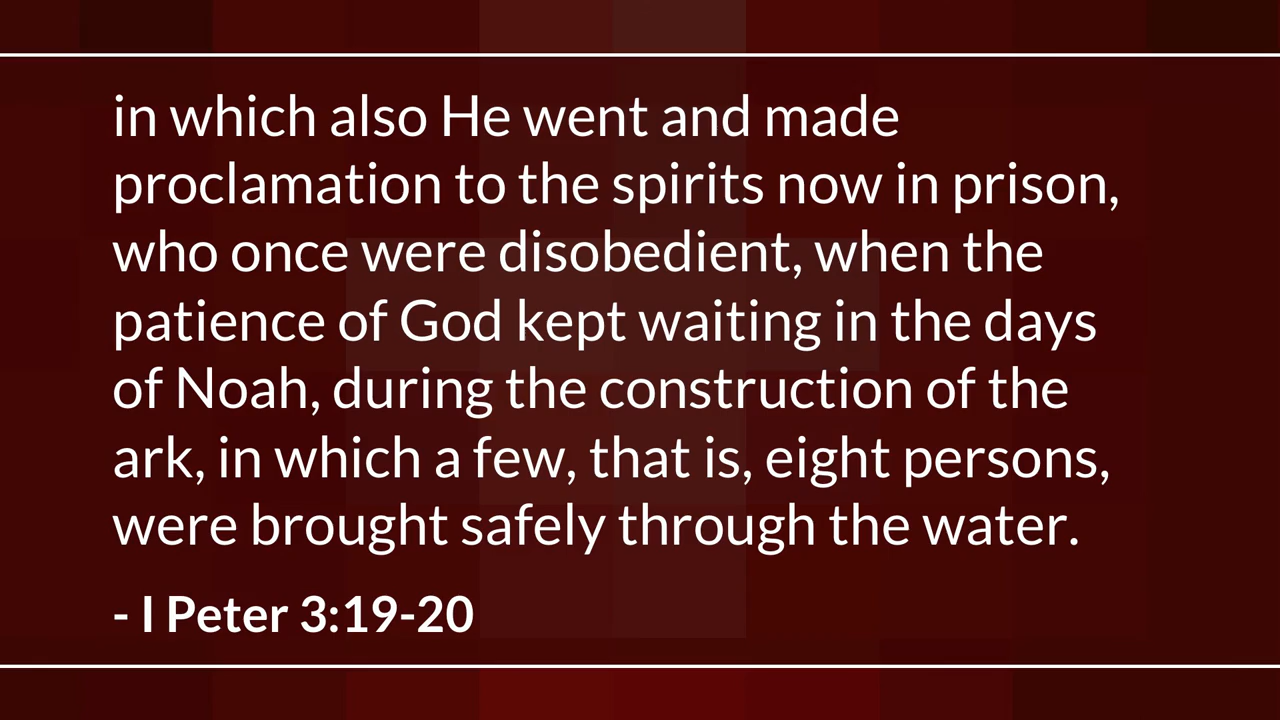 in which also He went and made
proclamation to the spirits now in prison,
who once were disobedient, when the
patience of God kept waiting in the days
of Noah, during the construction of the
ark, in which a few, that is, eight persons,
were brought safely through the water.
- I Peter 3:19-20